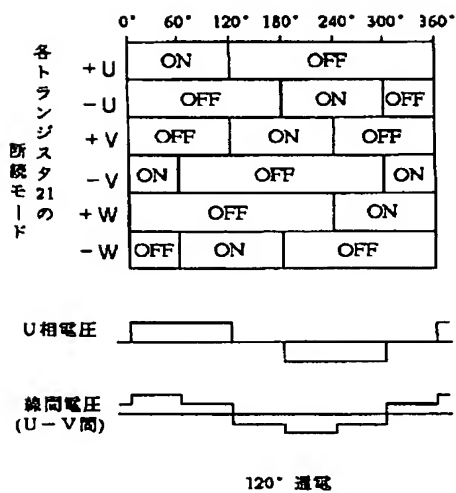 0° 60° 120° 180° 240° 300° 360°
各トランジスタ21の
断続モード
+U ON OFF
-U OFF ON OFF
+V OFF ON OFF
-V ON OFF ON
+W OFF ON
-W OFF ON OFF
U相電圧
線間電圧
(U-V間)
120° 通電